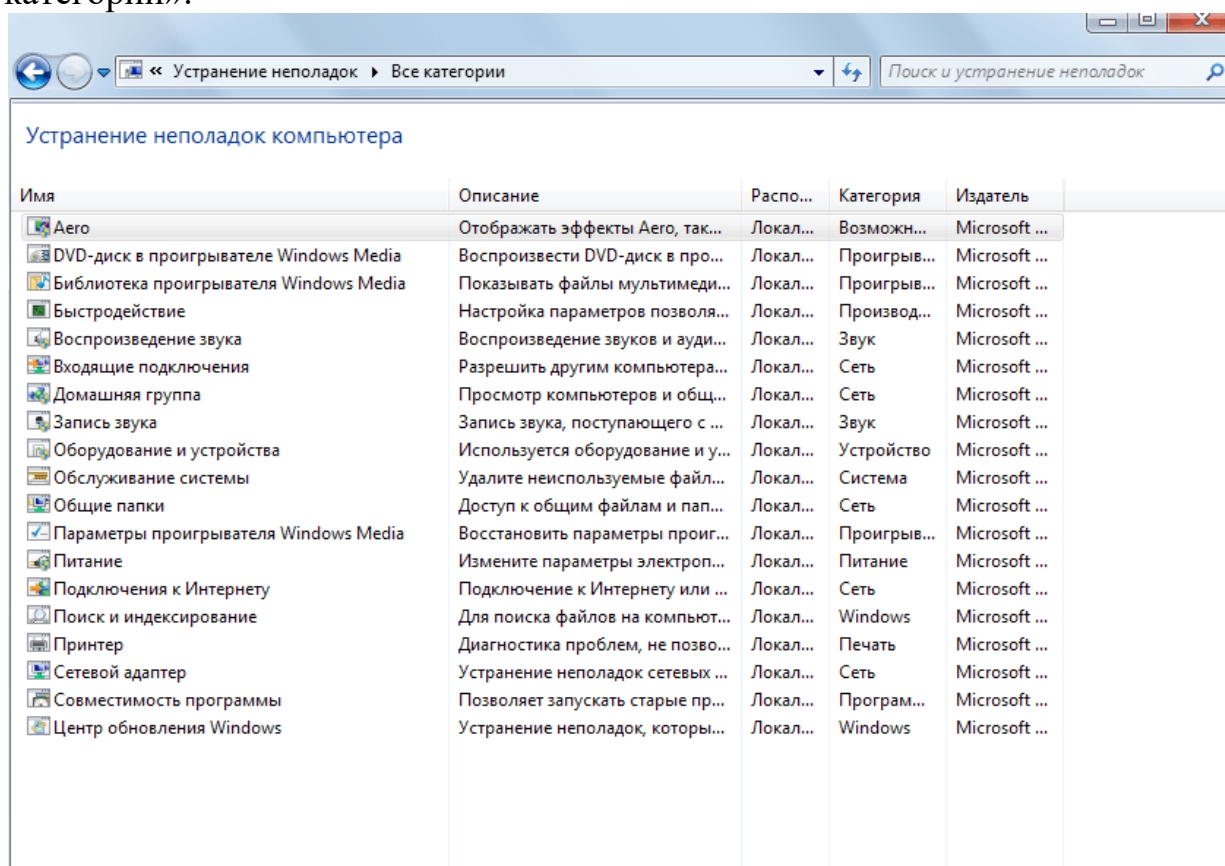 категории».
« Устранение неполадок ▸ Все категории Поиск и устранение неполадок
Устранение неполадок компьютера
Имя Описание Распо... Категория Издатель
Aero Отображать эффекты Aero, так... Локал... Возможн... Microsoft ...
DVD-диск в проигрывателе Windows Media Воспроизвести DVD-диск в про... Локал... Проигрыв... Microsoft ...
Библиотека проигрывателя Windows Media Показывать файлы мультимеди... Локал... Проигрыв... Microsoft ...
Быстродействие Настройка параметров позволя... Локал... Производ... Microsoft ...
Воспроизведение звука Воспроизведение звуков и ауди... Локал... Звук Microsoft ...
Входящие подключения Разрешить другим компьютера... Локал... Сеть Microsoft ...
Домашняя группа Просмотр компьютеров и общ... Локал... Сеть Microsoft ...
Запись звука Запись звука, поступающего с ... Локал... Звук Microsoft ...
Оборудование и устройства Используется оборудование и у... Локал... Устройство Microsoft ...
Обслуживание системы Удалите неиспользуемые файл... Локал... Система Microsoft ...
Общие папки Доступ к общим файлам и пап... Локал... Сеть Microsoft ...
Параметры проигрывателя Windows Media Восстановить параметры проиг... Локал... Проигрыв... Microsoft ...
Питание Измените параметры электроп... Локал... Питание Microsoft ...
Подключения к Интернету Подключение к Интернету или ... Локал... Сеть Microsoft ...
Поиск и индексирование Для поиска файлов на компьют... Локал... Windows Microsoft ...
Принтер Диагностика проблем, не позво... Локал... Печать Microsoft ...
Сетевой адаптер Устранение неполадок сетевых ... Локал... Сеть Microsoft ...
Совместимость программы Позволяет запускать старые пр... Локал... Програм... Microsoft ...
Центр обновления Windows Устранение неполадок, которы... Локал... Windows Microsoft ...